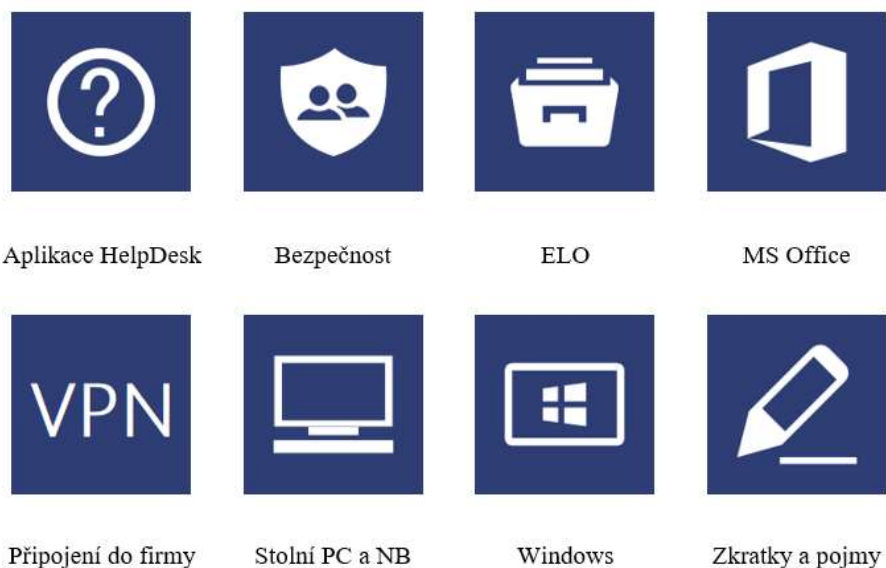 ?
Aplikace HelpDesk
Bezpečnost
ELO
MS Office
VPN
Připojení do firmy
Stolní PC a NB
Windows
Zkratky a pojmy